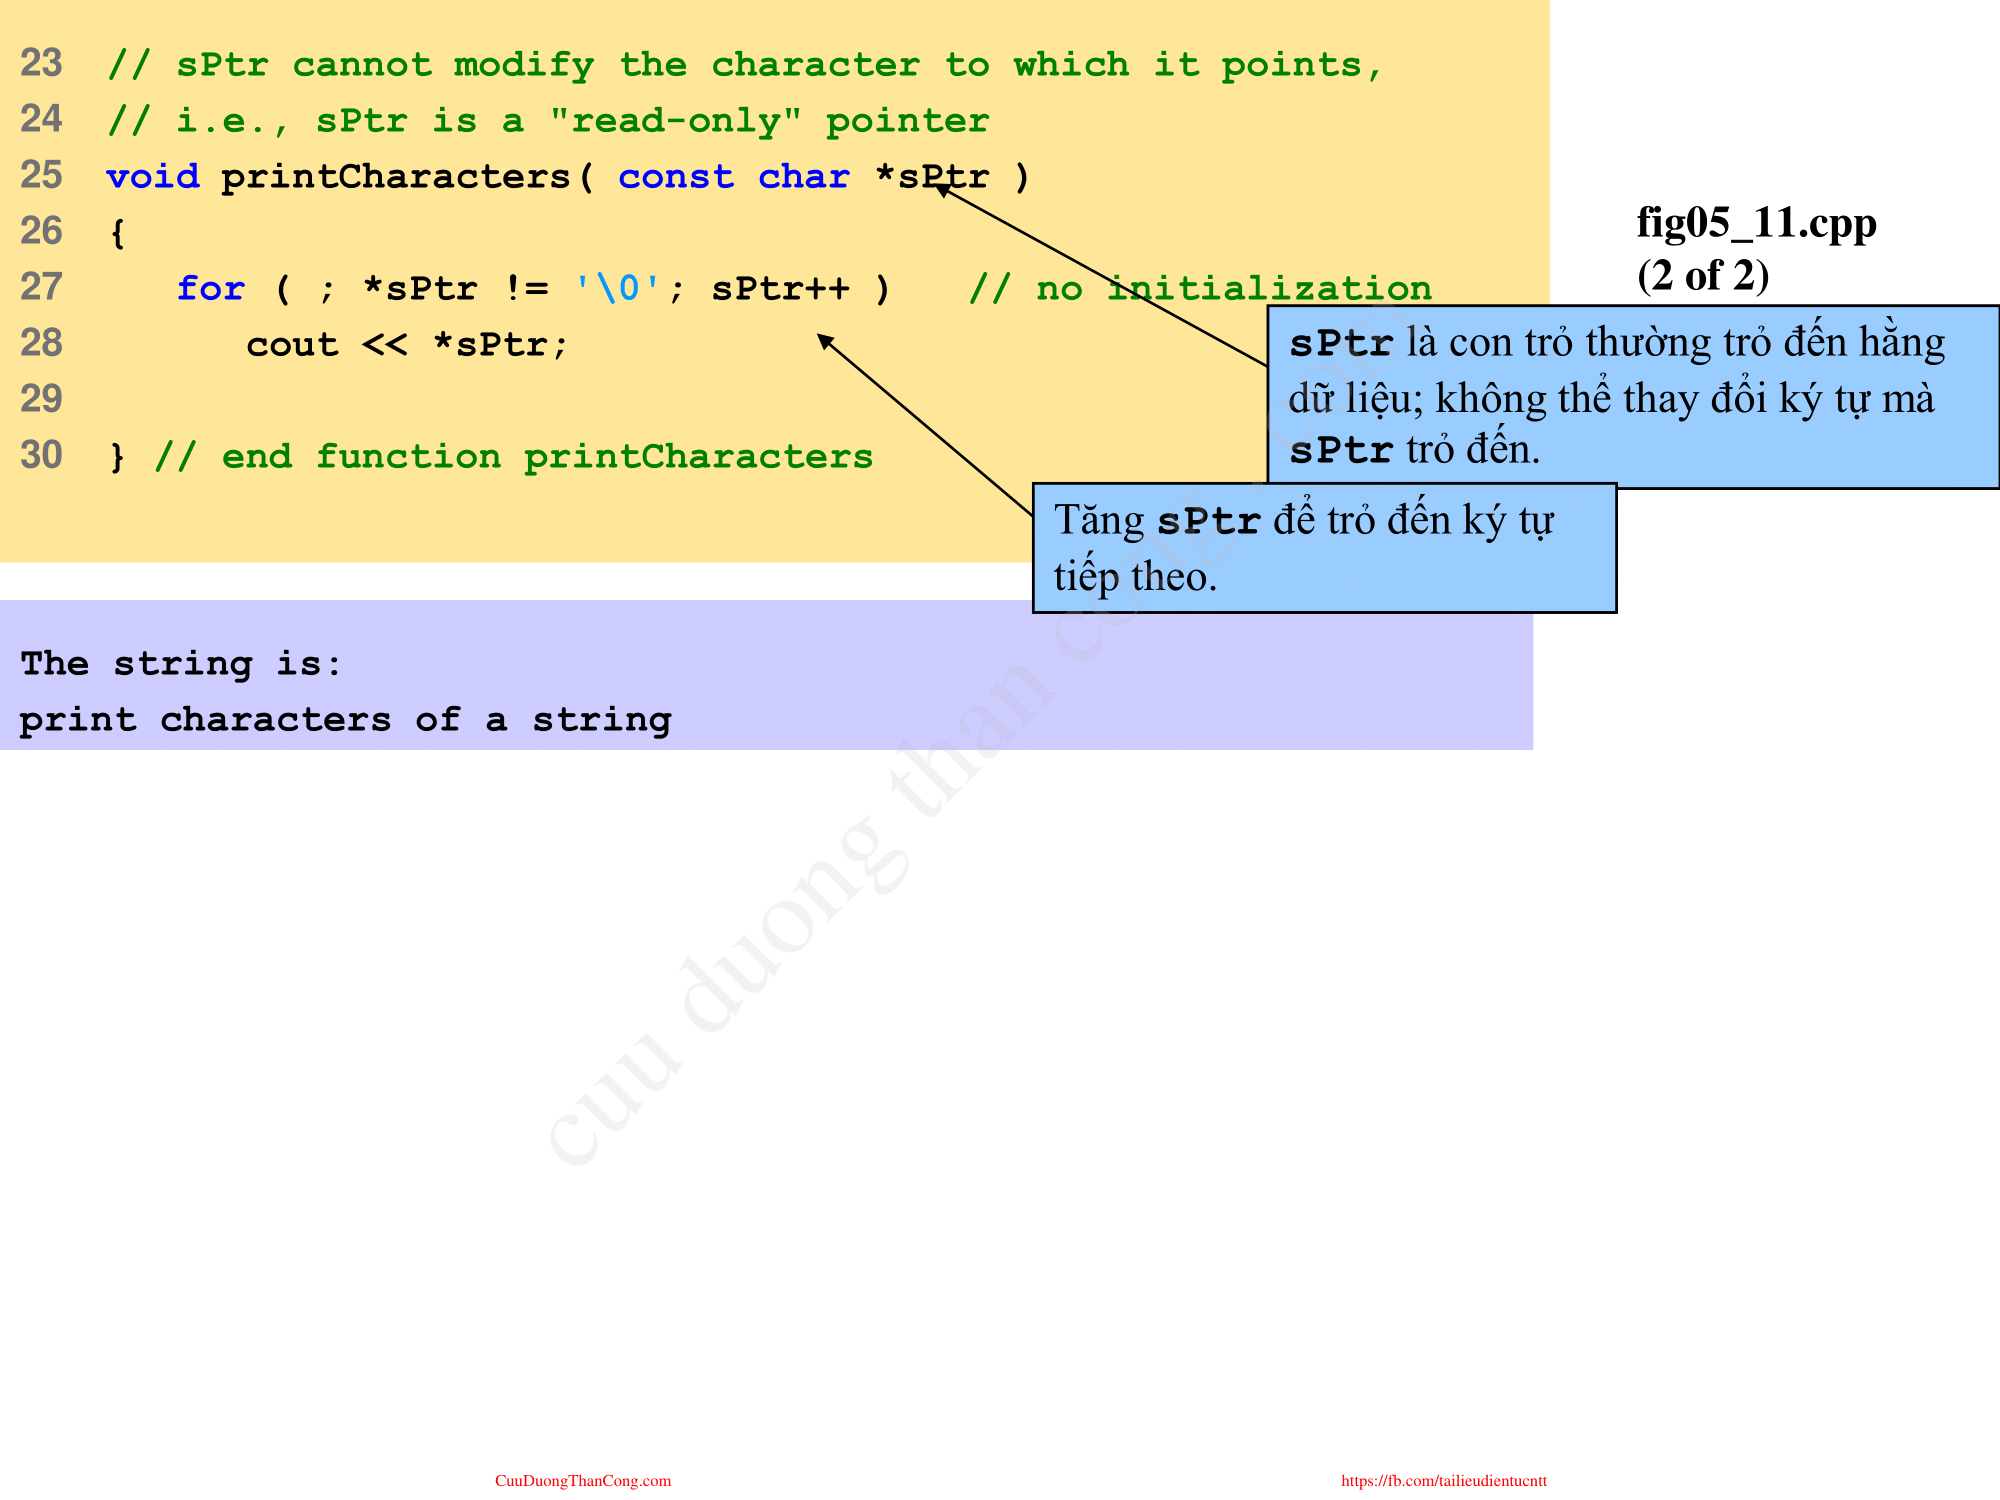 23 // sPtr cannot modify the character to which it points,
24 // i.e., sPtr is a "read-only" pointer
25 void printCharacters( const char *sPtr )
26 {
27 for ( ; *sPtr != '\0'; sPtr++ ) // no initialization
28 cout << *sPtr;
29
30 } // end function printCharacters
fig05_11.cpp
(2 of 2)
sPtr là con trỏ thường trỏ đến hằng
dữ liệu; không thể thay đổi ký tự mà
sPtr trỏ đến.
Tăng sPtr để trỏ đến ký tự
tiếp theo.
The string is:
print characters of a string
cuu duong than cong . com
CuuDuongThanCong.com
https://fb.com/tailieudientucntt